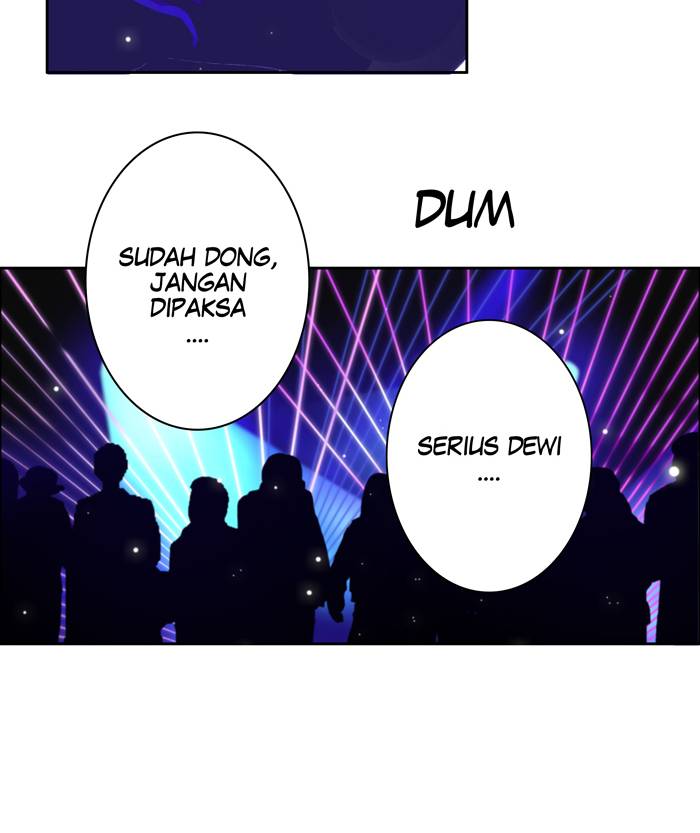 DUM
SUDAH DONG,
JANGAN
DIPAKSA
....
SERIUS DEWI
....